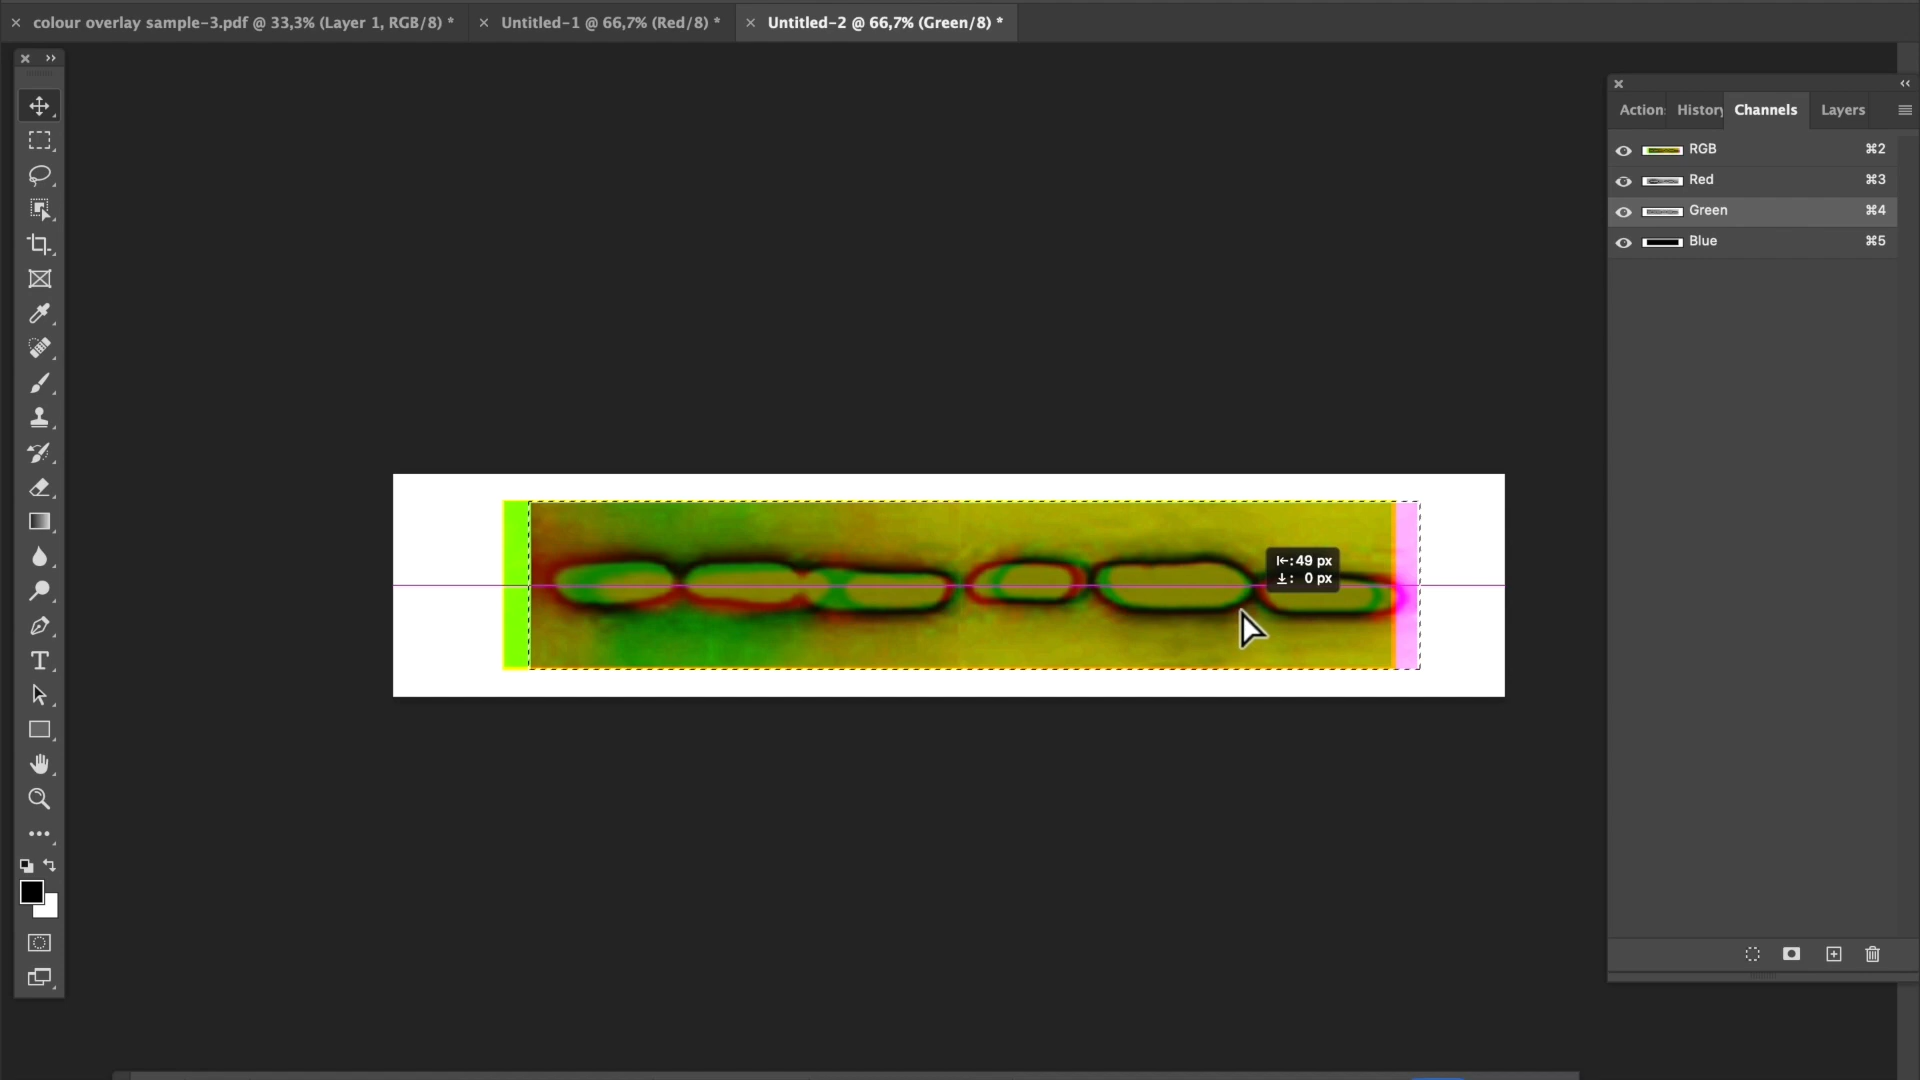 colour overlay sample-3.pdf @ 33,3% (Layer 1, RGB/8) *
Untitled-1 @ 66,7% (Red/8) *
Untitled-2 @ 66,7% (Green/8) *
Action
History
Channels
Layers
RGB ⌘2
Red ⌘3
Green ⌘4
Blue ⌘5
49 px
0 px